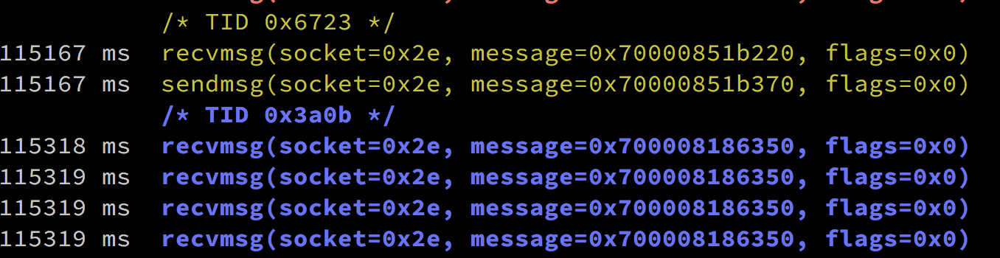 /* TID 0x6723 */
115167 ms  recvmsg(socket=0x2e, message=0x70000851b220, flags=0x0)
115167 ms  sendmsg(socket=0x2e, message=0x70000851b370, flags=0x0)
/* TID 0x3a0b */
115318 ms  recvmsg(socket=0x2e, message=0x700008186350, flags=0x0)
115319 ms  recvmsg(socket=0x2e, message=0x700008186350, flags=0x0)
115319 ms  recvmsg(socket=0x2e, message=0x700008186350, flags=0x0)
115319 ms  recvmsg(socket=0x2e, message=0x700008186350, flags=0x0)